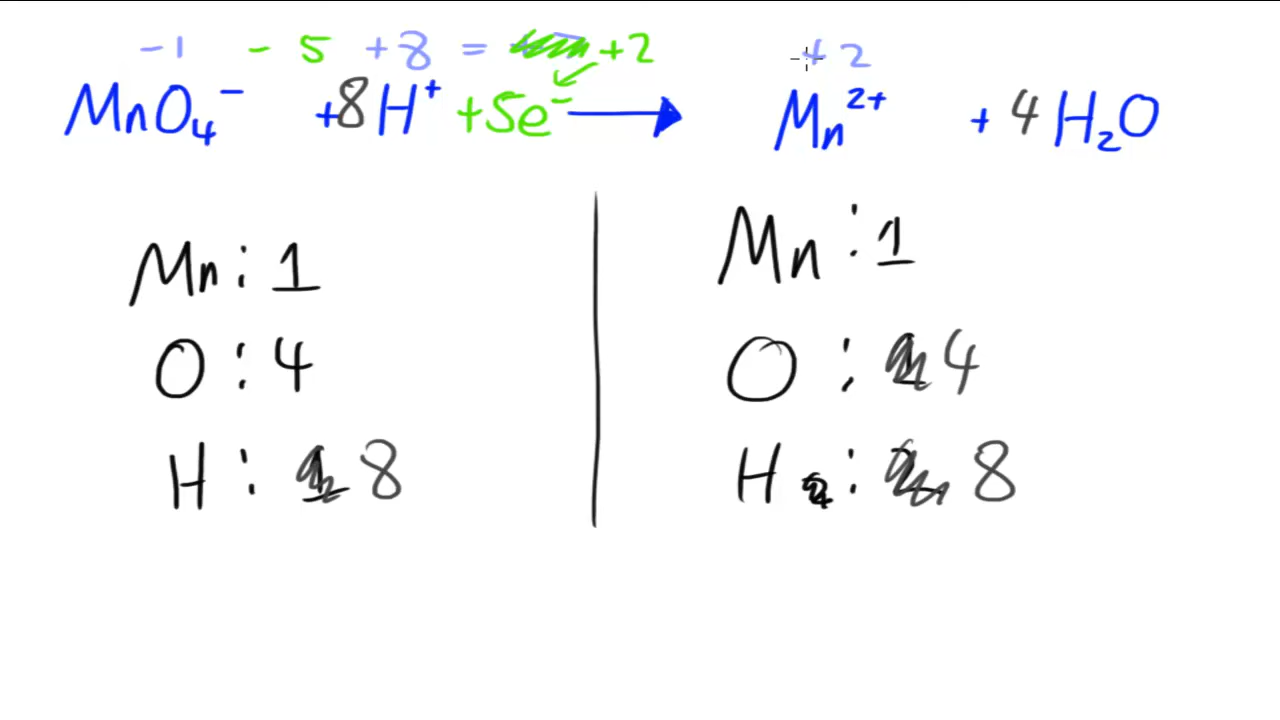 -1 - 5 +8 = +2 +2
MnO₄⁻ +8H⁺ +5e⁻ → Mn²⁺ +4H₂O
Mn:1 Mn:1
O:4 O:4
H:8 H:8